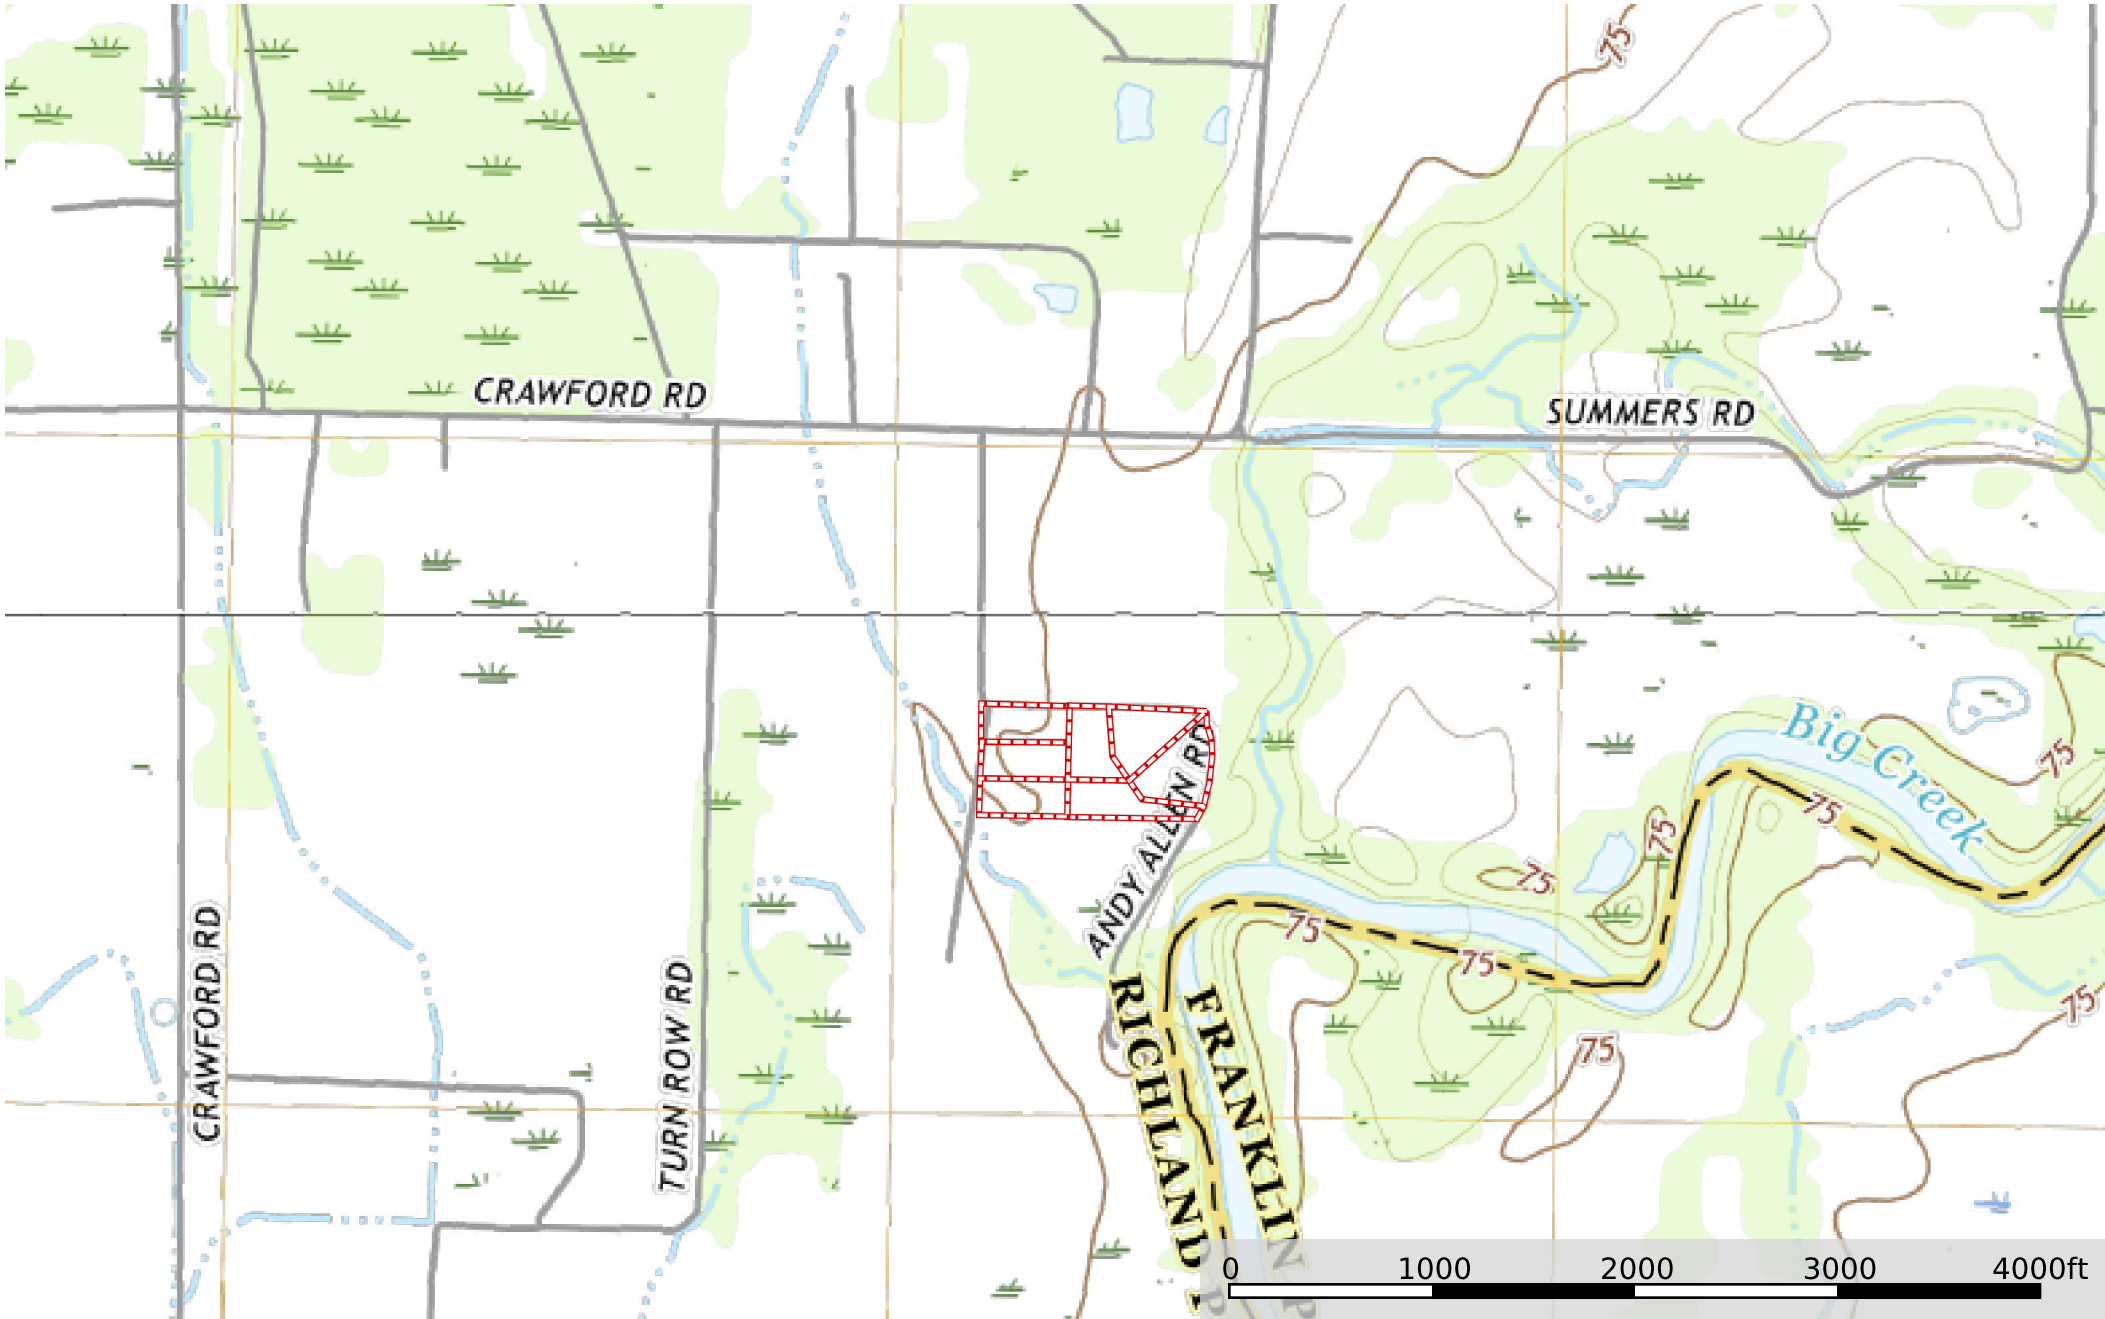 75
CRAWFORD RD
SUMMERS RD
Big Creek
75
75
75
ANDY ALLEN RD
75
75
75
CRAWFORD RD
TURN ROW RD
75
75
RICHLAND P
FRANKLIN P
0 1000 2000 3000 4000ft